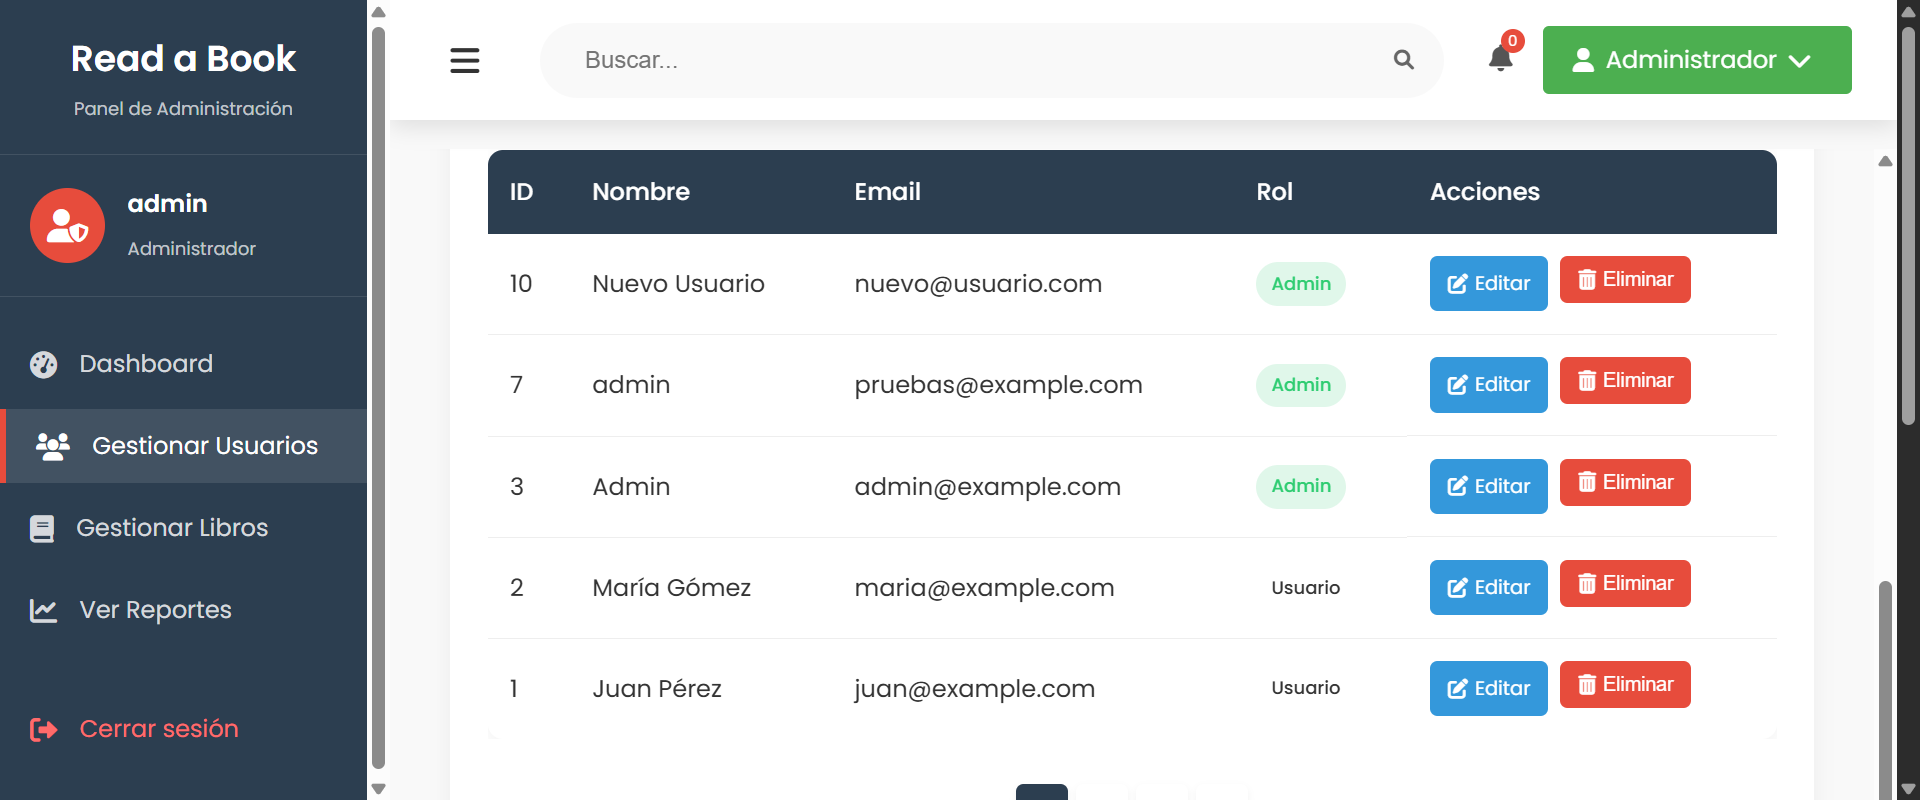 Read a Book
Panel de Administración
admin
Administrador
Dashboard
Gestionar Usuarios
Gestionar Libros
Ver Reportes
Cerrar sesión
Buscar...
0
Administrador
ID Nombre Email Rol Acciones
10 Nuevo Usuario nuevo@usuario.com Admin Editar Eliminar
7 admin pruebas@example.com Admin Editar Eliminar
3 Admin admin@example.com Admin Editar Eliminar
2 María Gómez maria@example.com Usuario Editar Eliminar
1 Juan Pérez juan@example.com Usuario Editar Eliminar